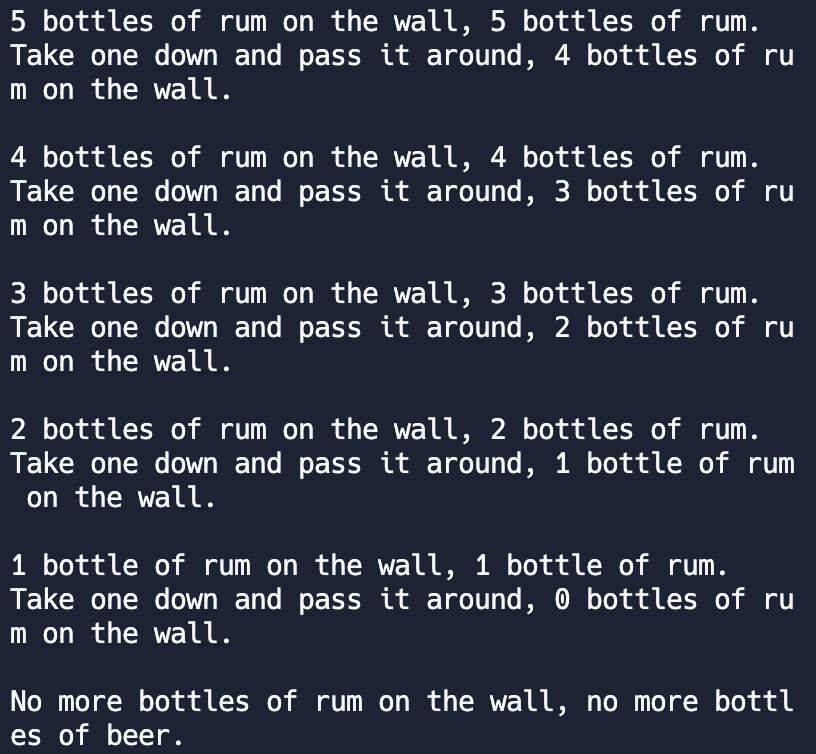 5 bottles of rum on the wall, 5 bottles of rum.
Take one down and pass it around, 4 bottles of ru
m on the wall.

4 bottles of rum on the wall, 4 bottles of rum.
Take one down and pass it around, 3 bottles of ru
m on the wall.

3 bottles of rum on the wall, 3 bottles of rum.
Take one down and pass it around, 2 bottles of ru
m on the wall.

2 bottles of rum on the wall, 2 bottles of rum.
Take one down and pass it around, 1 bottle of rum
 on the wall.

1 bottle of rum on the wall, 1 bottle of rum.
Take one down and pass it around, 0 bottles of ru
m on the wall.

No more bottles of rum on the wall, no more bottl
es of beer.